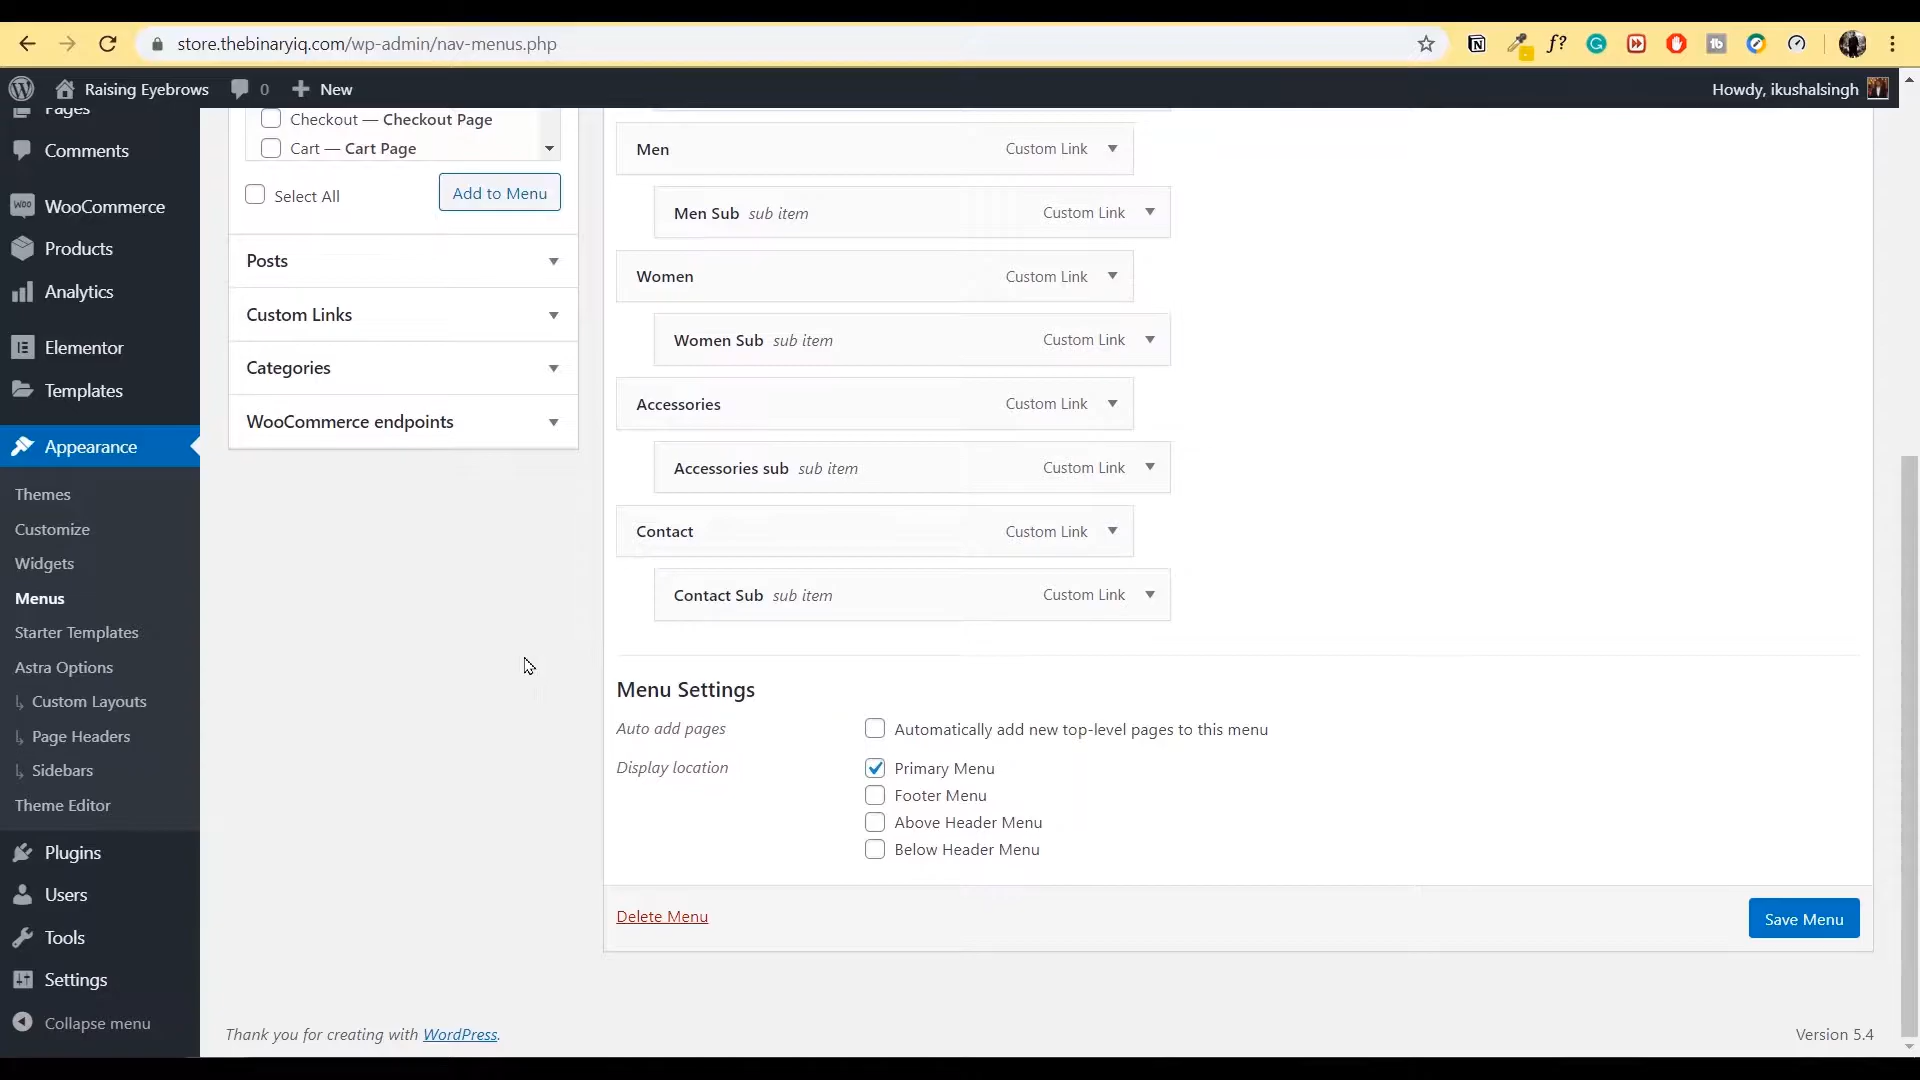 store.thebinaryiq.com/wp-admin/nav-menus.php
Raising Eyebrows
0
New
Howdy, ikushalsingh
Pages
Comments
WooCommerce
Products
Analytics
Elementor
Templates
Appearance
Themes
Customize
Widgets
Menus
Starter Templates
Astra Options
Custom Layouts
Page Headers
Sidebars
Theme Editor
Plugins
Users
Tools
Settings
Collapse menu
Checkout — Checkout Page
Cart — Cart Page
Select All
Add to Menu
Posts
Custom Links
Categories
WooCommerce endpoints
Men Custom Link
Men Sub sub item Custom Link
Women Custom Link
Women Sub sub item Custom Link
Accessories Custom Link
Accessories sub sub item Custom Link
Contact Custom Link
Contact Sub sub item Custom Link
Menu Settings
Auto add pages
Automatically add new top-level pages to this menu
Display location
Primary Menu
Footer Menu
Above Header Menu
Below Header Menu
Delete Menu
Save Menu
Thank you for creating with WordPress.
Version 5.4